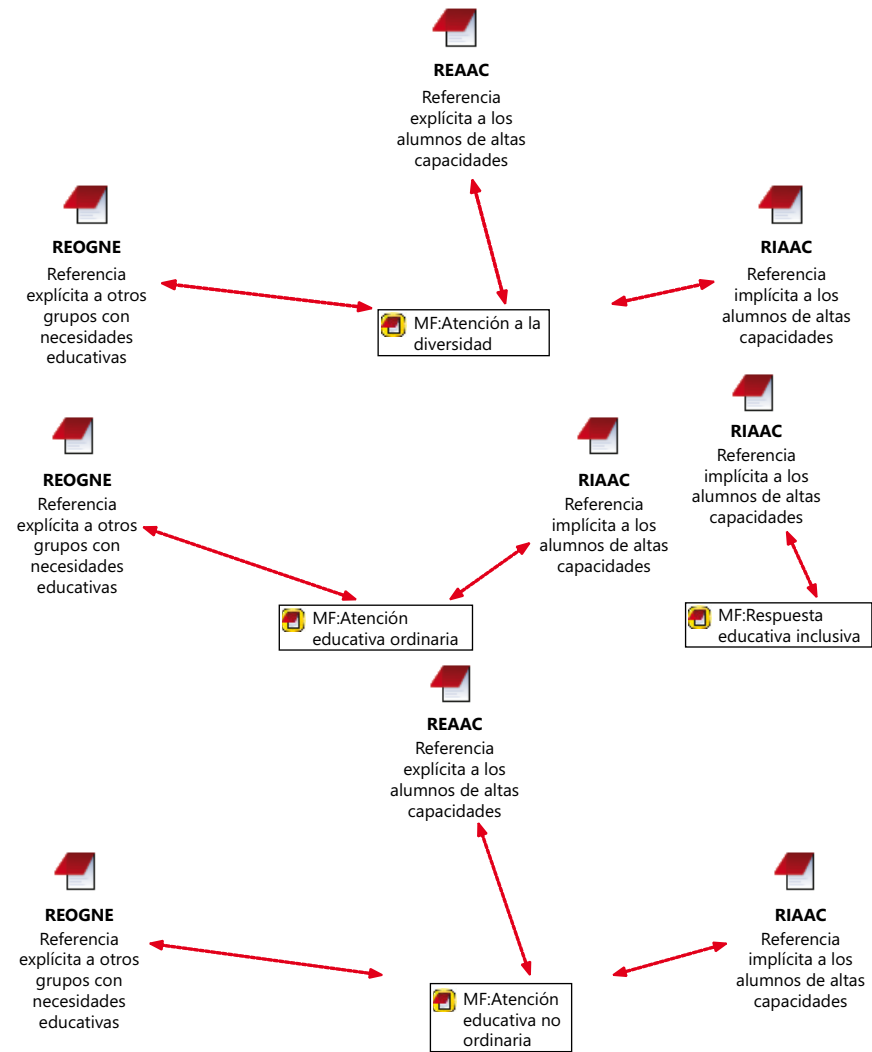 REAAC
Referencia
explícita a los
alumnos de altas
capacidades
REOGNE
Referencia
explícita a otros
grupos con
necesidades
educativas
RIAAC
Referencia
implícita a los
alumnos de altas
capacidades
MF:Atención a la
diversidad
REOGNE
Referencia
explícita a otros
grupos con
necesidades
educativas
RIAAC
Referencia
implícita a los
alumnos de altas
capacidades
RIAAC
Referencia
implícita a los
alumnos de altas
capacidades
MF:Atención
educativa ordinaria
MF:Respuesta
educativa inclusiva
REAAC
Referencia
explícita a los
alumnos de altas
capacidades
REOGNE
Referencia
explícita a otros
grupos con
necesidades
educativas
RIAAC
Referencia
implícita a los
alumnos de altas
capacidades
MF:Atención
educativa no
ordinaria